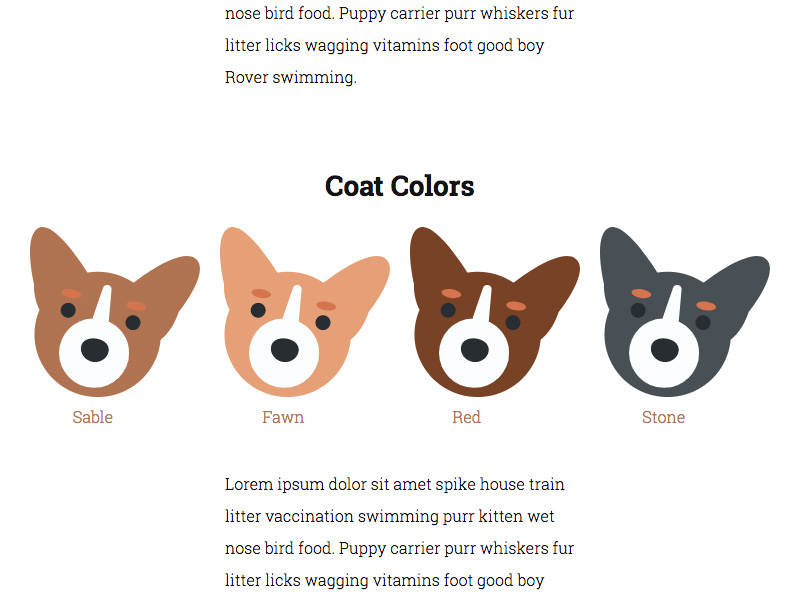 nose bird food. Puppy carrier purr whiskers fur
litter licks wagging vitamins foot good boy
Rover swimming.
Coat Colors
Sable Fawn Red Stone
Lorem ipsum dolor sit amet spike house train
litter vaccination swimming purr kitten wet
nose bird food. Puppy carrier purr whiskers fur
litter licks wagging vitamins foot good boy